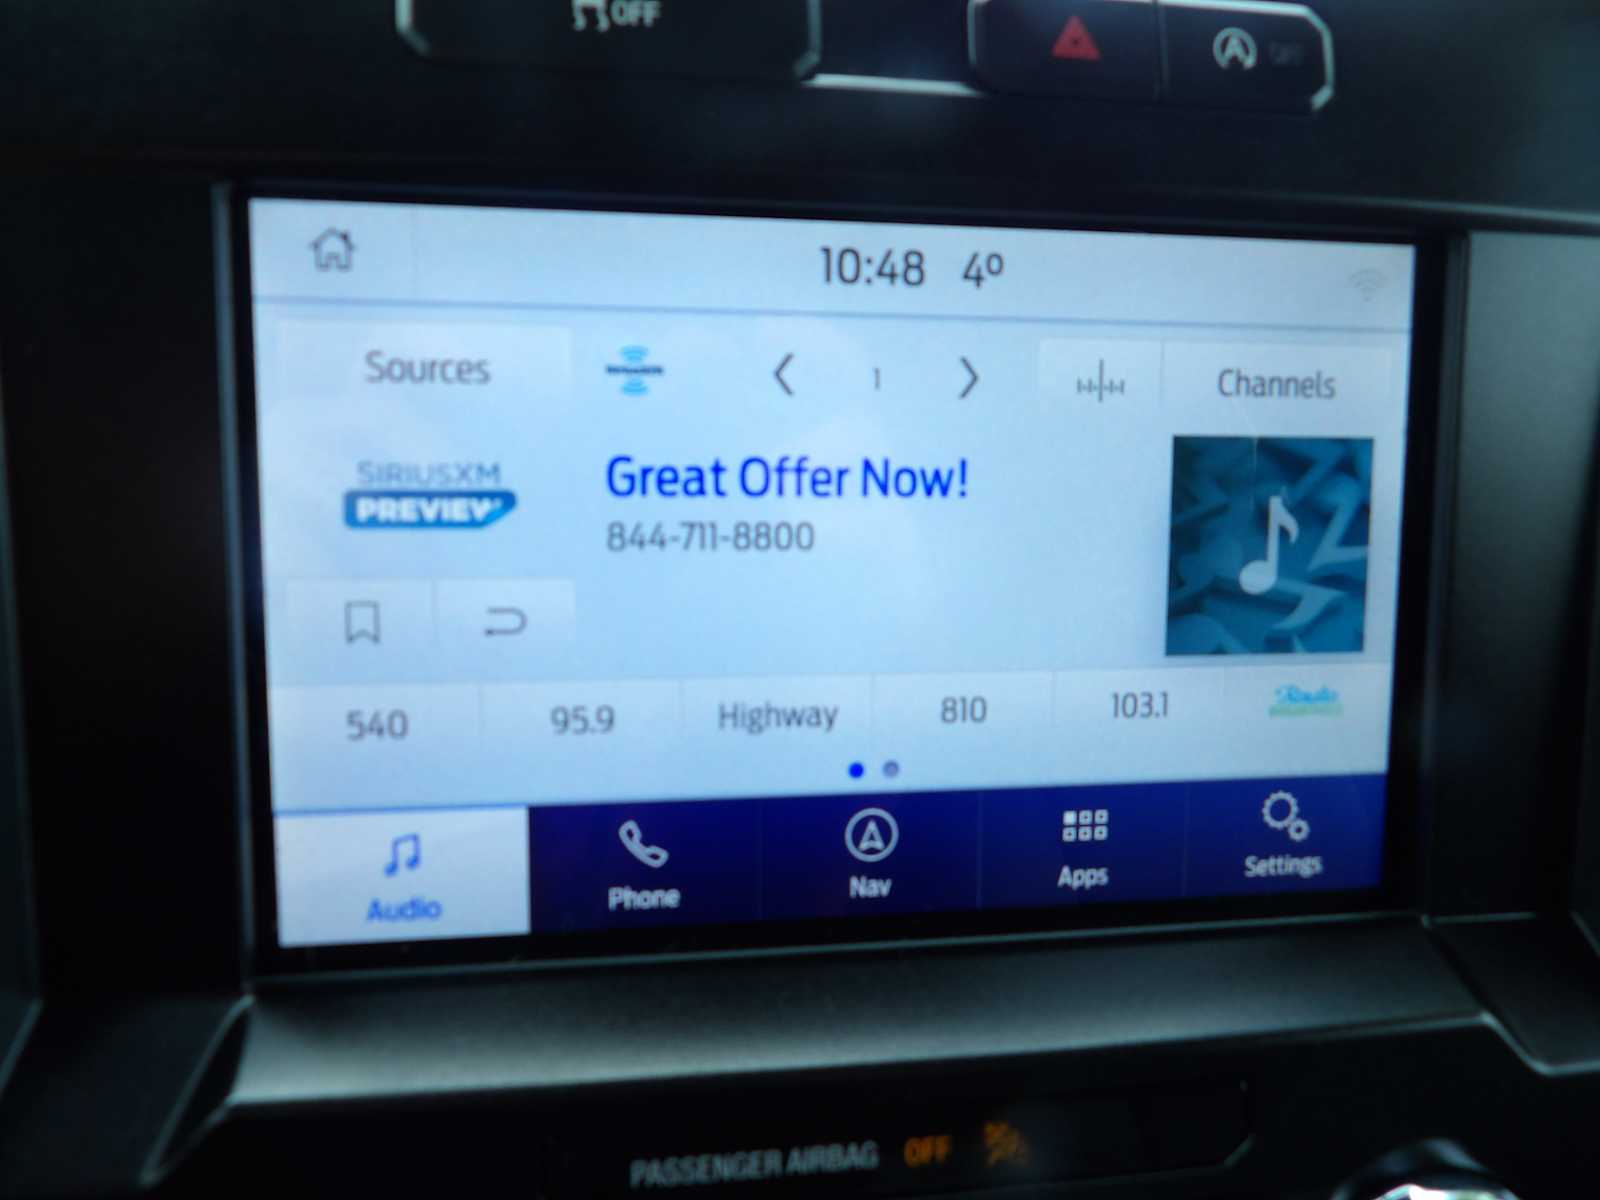 OFF
OFF
10:48 4°
Sources
1
Channels
SIRIUSXM
PREVIEW
Great Offer Now!
844-711-8800
540
95.9
Highway
810
103.1
Audio
Phone
Nav
Apps
Settings
PASSENGER AIRBAG OFF